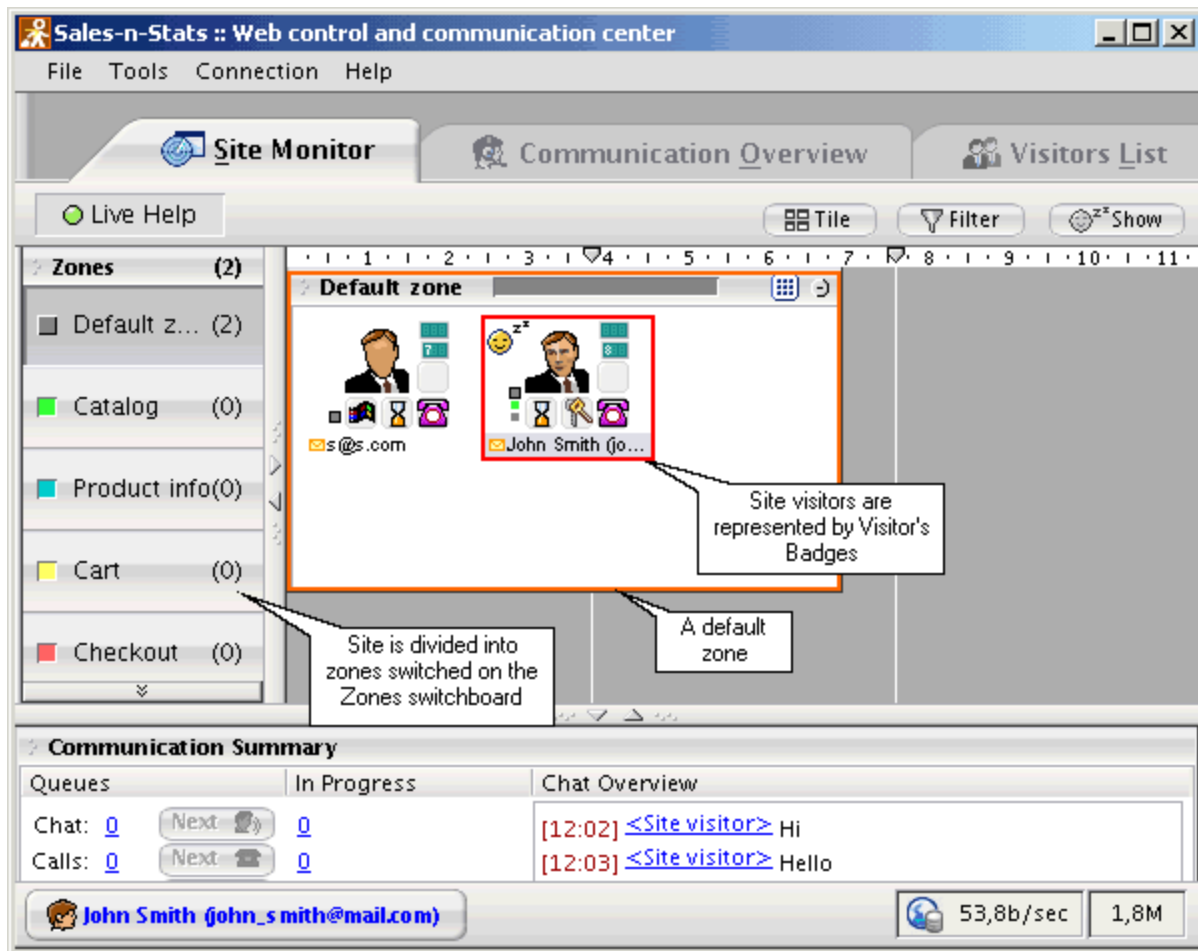 Sales-n-Stats :: Web control and communication center
File Tools Connection Help
Site Monitor
Communication Overview
Visitors List
Live Help
Tile
Filter
zz Show
Zones (2)
1 2 3 4 5 6 7 8 9 10 11
Default zone
Default z... (2)
Catalog (0)
Product info(0)
Cart (0)
Checkout (0)
7
zz
8
s@s.com
John Smith (jo...
Site visitors are
represented by Visitor's
Badges
A default
zone
Site is divided into
zones switched on the
Zones switchboard
Communication Summary
Queues In Progress Chat Overview
Chat: 0 Next 0
Calls: 0 Next 0
[12:02] <Site visitor> Hi
[12:03] <Site visitor> Hello
John Smith (john_smith@mail.com)
53,8b/sec 1,8M